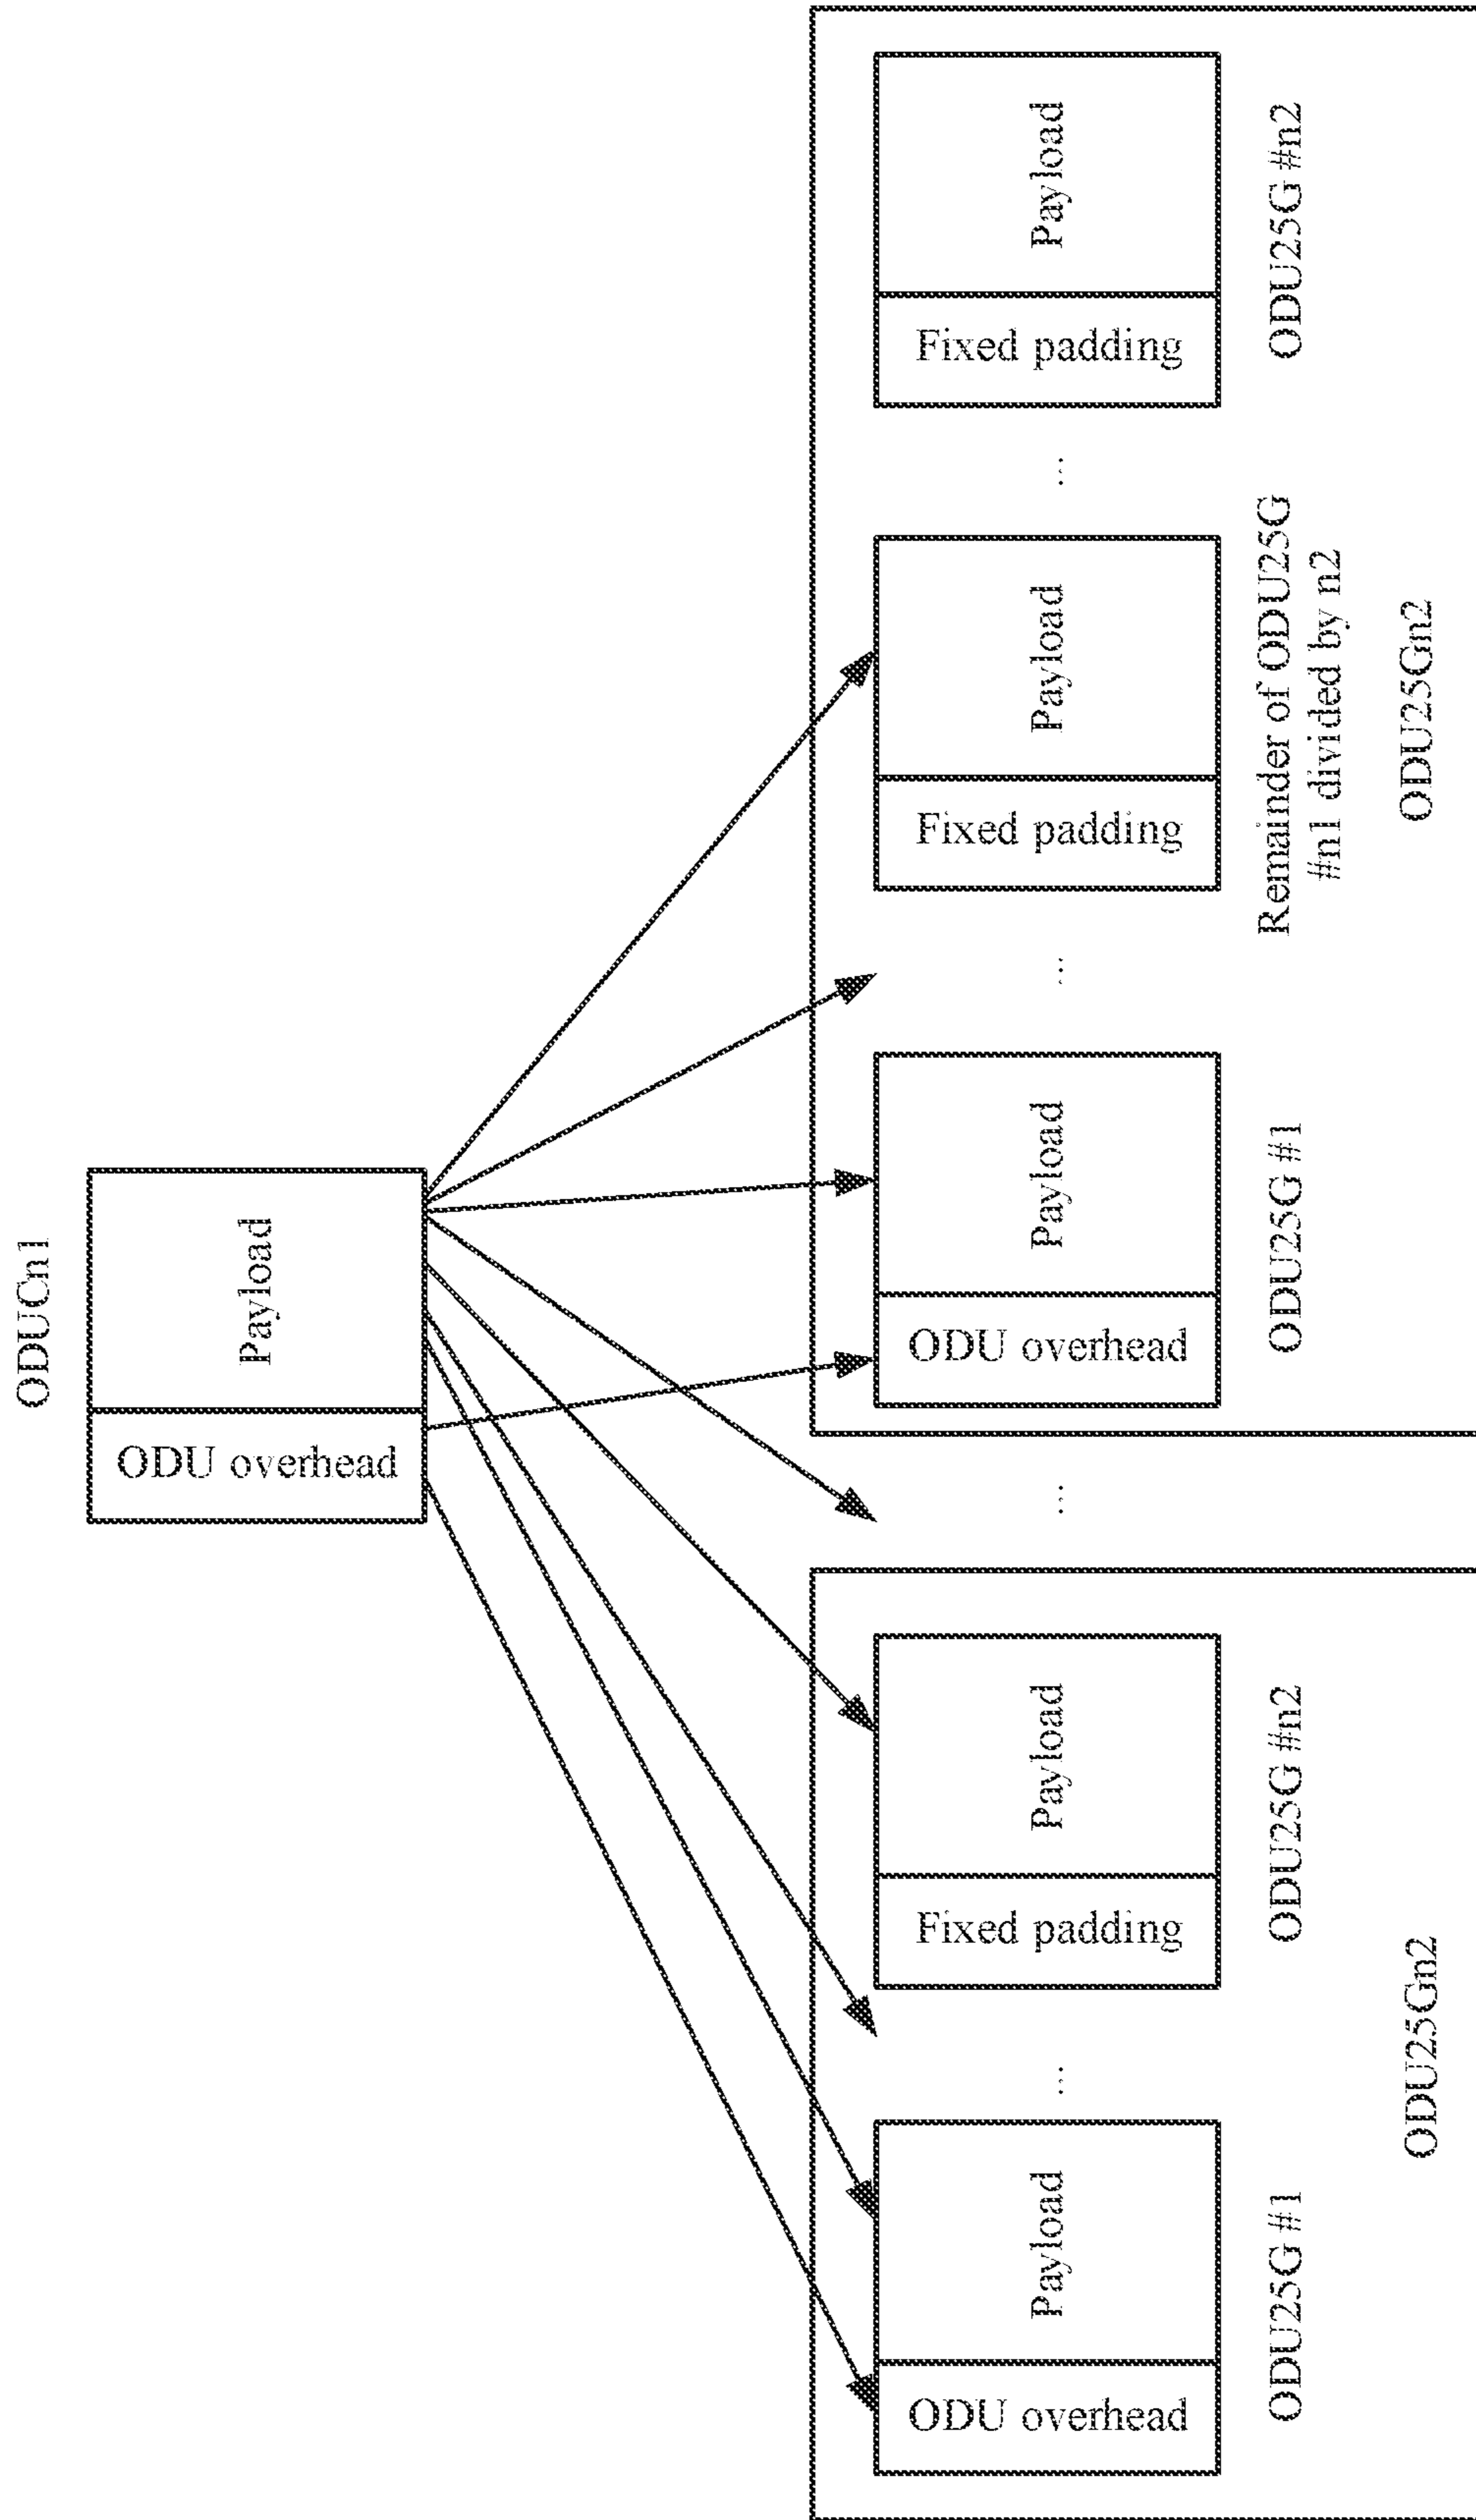 ODUCn1
ODU overhead
Payload
ODU overhead
Payload
...
Fixed padding
Payload
...
ODU overhead
Payload
...
Fixed padding
Payload
...
Fixed padding
Payload
ODU25G #1
ODU25G #n2
ODU25G #1
Remainder of ODU25G
#n1 divided by n2
ODU25G #n2
ODU25Gn2
ODU25Gn2